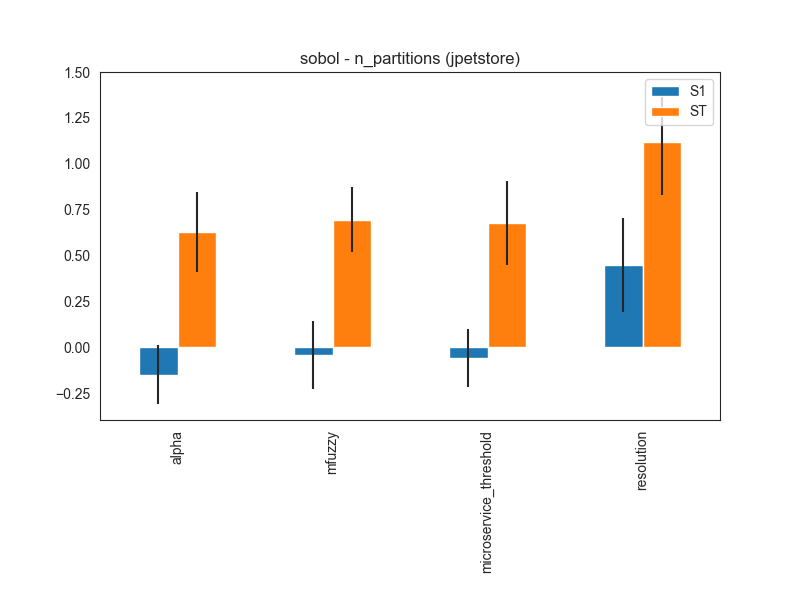 sobol - n_partitions (jpetstore)
S1
ST
1.50
1.25
1.00
0.75
0.50
0.25
0.00
−0.25
alpha
mfuzzy
microservice_threshold
resolution